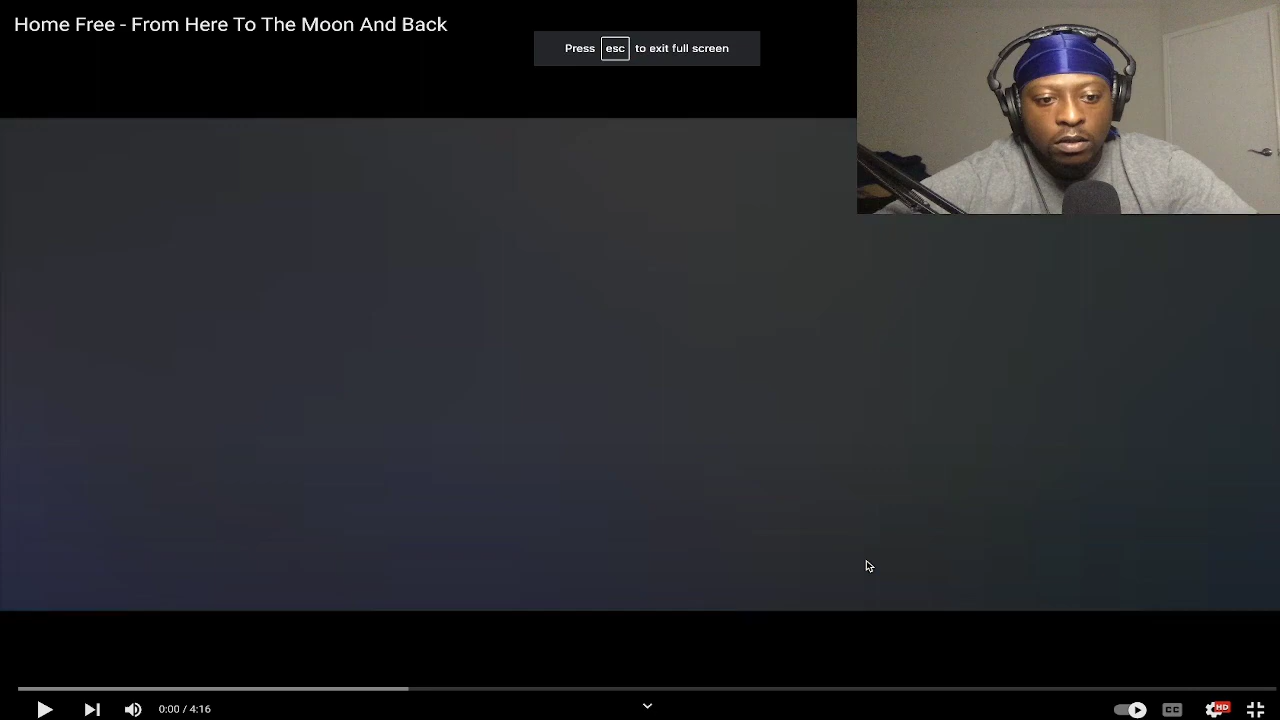 Home Free - From Here To The Moon And Back
Press esc to exit full screen
0:00 / 4:16
CC
HD